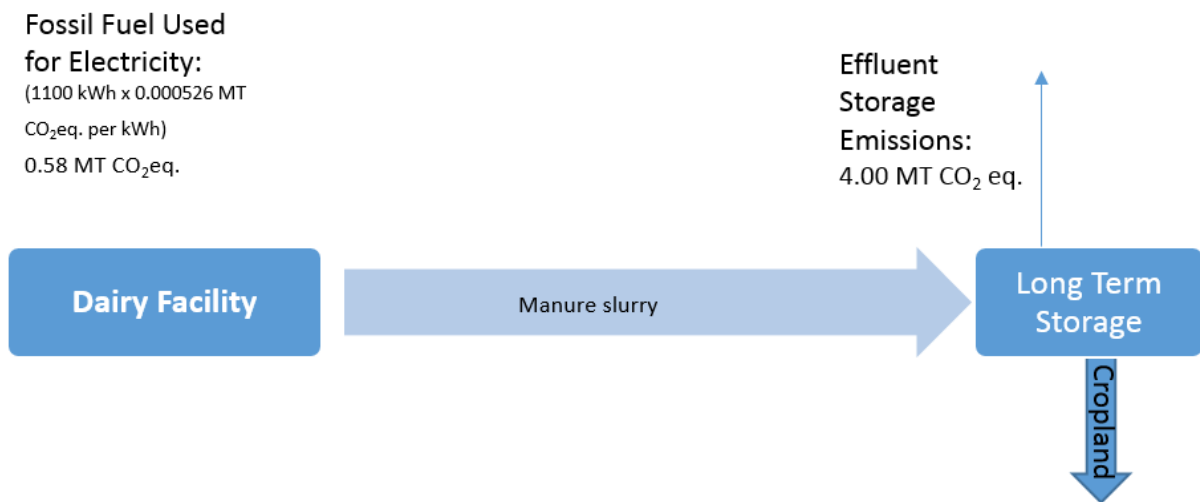 Fossil Fuel Used
for Electricity:
(1100 kWh x 0.000526 MT
CO₂eq. per kWh)
0.58 MT CO₂eq.
Effluent
Storage
Emissions:
4.00 MT CO₂ eq.
Dairy Facility
Manure slurry
Long Term
Storage
Cropland